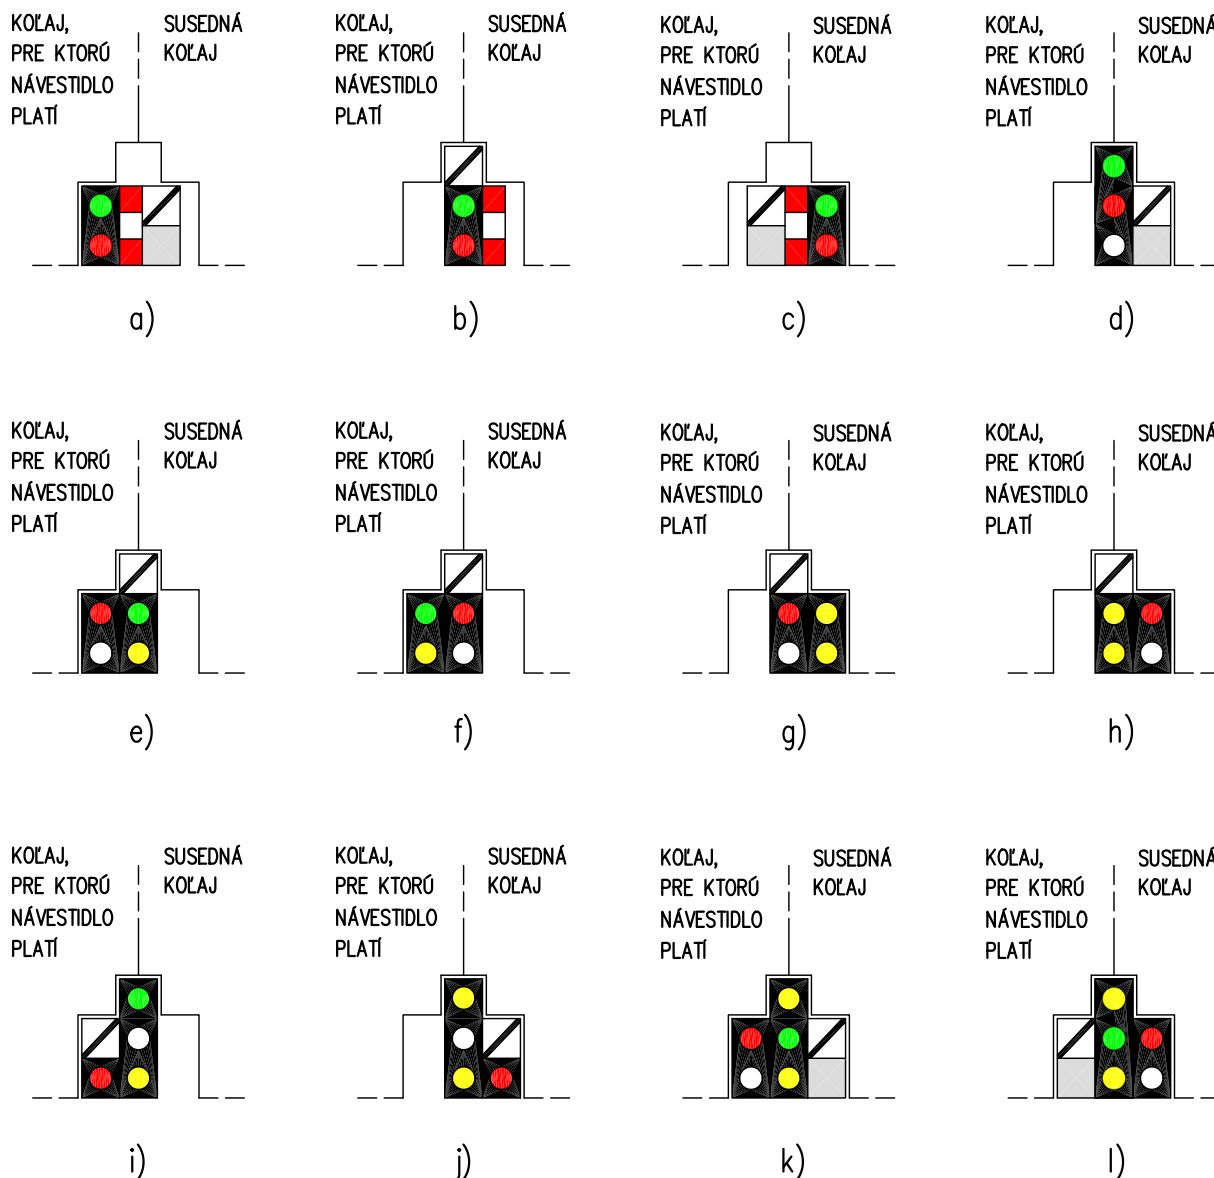 KOĽAJ,
PRE KTORÚ
NÁVESTIDLO
PLATÍ
SUSEDNÁ
KOĽAJ
a)
KOĽAJ,
PRE KTORÚ
NÁVESTIDLO
PLATÍ
SUSEDNÁ
KOĽAJ
b)
KOĽAJ,
PRE KTORÚ
NÁVESTIDLO
PLATÍ
SUSEDNÁ
KOĽAJ
c)
KOĽAJ,
PRE KTORÚ
NÁVESTIDLO
PLATÍ
SUSEDNÁ
KOĽAJ
d)
KOĽAJ,
PRE KTORÚ
NÁVESTIDLO
PLATÍ
SUSEDNÁ
KOĽAJ
e)
KOĽAJ,
PRE KTORÚ
NÁVESTIDLO
PLATÍ
SUSEDNÁ
KOĽAJ
f)
KOĽAJ,
PRE KTORÚ
NÁVESTIDLO
PLATÍ
SUSEDNÁ
KOĽAJ
g)
KOĽAJ,
PRE KTORÚ
NÁVESTIDLO
PLATÍ
SUSEDNÁ
KOĽAJ
h)
KOĽAJ,
PRE KTORÚ
NÁVESTIDLO
PLATÍ
SUSEDNÁ
KOĽAJ
i)
KOĽAJ,
PRE KTORÚ
NÁVESTIDLO
PLATÍ
SUSEDNÁ
KOĽAJ
j)
KOĽAJ,
PRE KTORÚ
NÁVESTIDLO
PLATÍ
SUSEDNÁ
KOĽAJ
k)
KOĽAJ,
PRE KTORÚ
NÁVESTIDLO
PLATÍ
SUSEDNÁ
KOĽAJ
l)